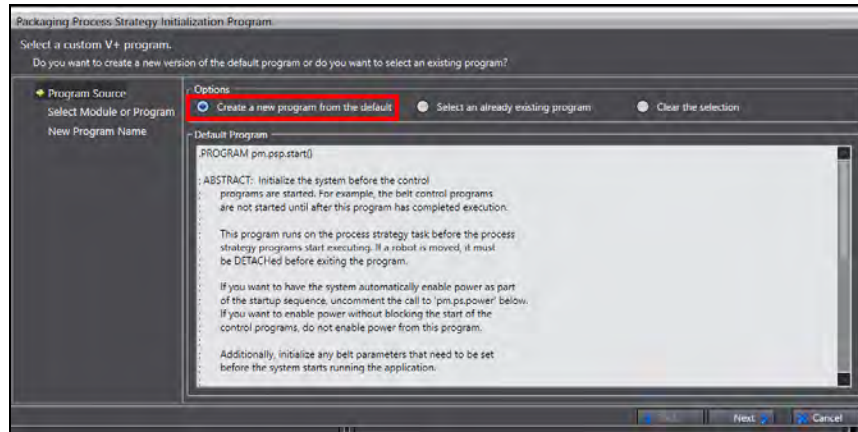 Packaging Process Strategy Initialization Program
Select a custom V+ program.
Do you want to create a new version of the default program or do you want to select an existing program?
Program Source
Select Module or Program
New Program Name
Options
Create a new program from the default
Select an already existing program
Clear the selection
Default Program
.PROGRAM pm.psp.start()
; ABSTRACT: Initialize the system before the control
; programs are started. For example, the belt control programs
; are not started until after this program has completed execution.
;
; This program runs on the process strategy task before the process
; strategy programs start executing. If a robot is moved, it must
; be DETACHed before exiting the program.
;
; If you want to have the system automatically enable power as part
; of the startup sequence, uncomment the call to 'pm.ps.power' below.
; If you want to enable power without blocking the start of the
; control programs, do not enable power from this program.
;
; Additionally, initialize any belt parameters that need to be set
; before the system starts running the application.
;
Next
Cancel